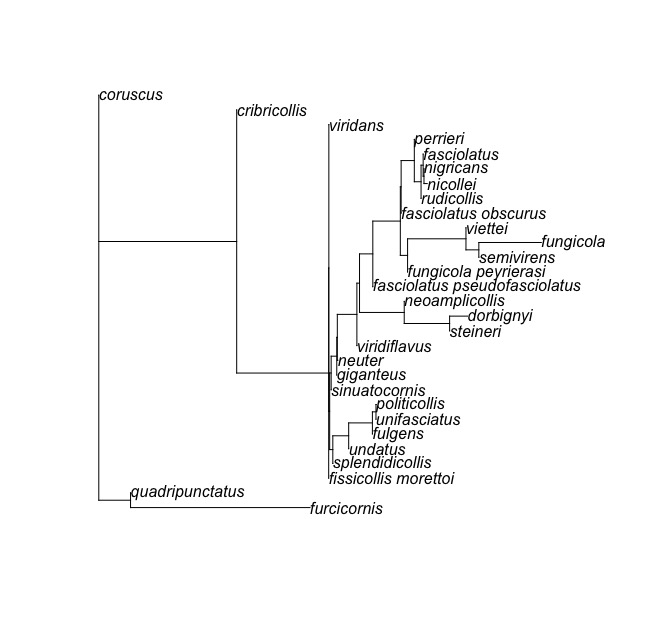 coruscus
cribricollis
viridans
perrieri
fasciolatus
nigricans
nicollei
rudicollis
fasciolatus obscurus
viettei
fungicola
semivirens
fungicola peyrierasi
fasciolatus pseudofasciolatus
neoamplicollis
dorbignyi
steineri
viridiflavus
neuter
giganteus
sinuatocornis
politicollis
unifasciatus
fulgens
undatus
splendidicollis
fissicollis morettoi
quadripunctatus
furcicornis